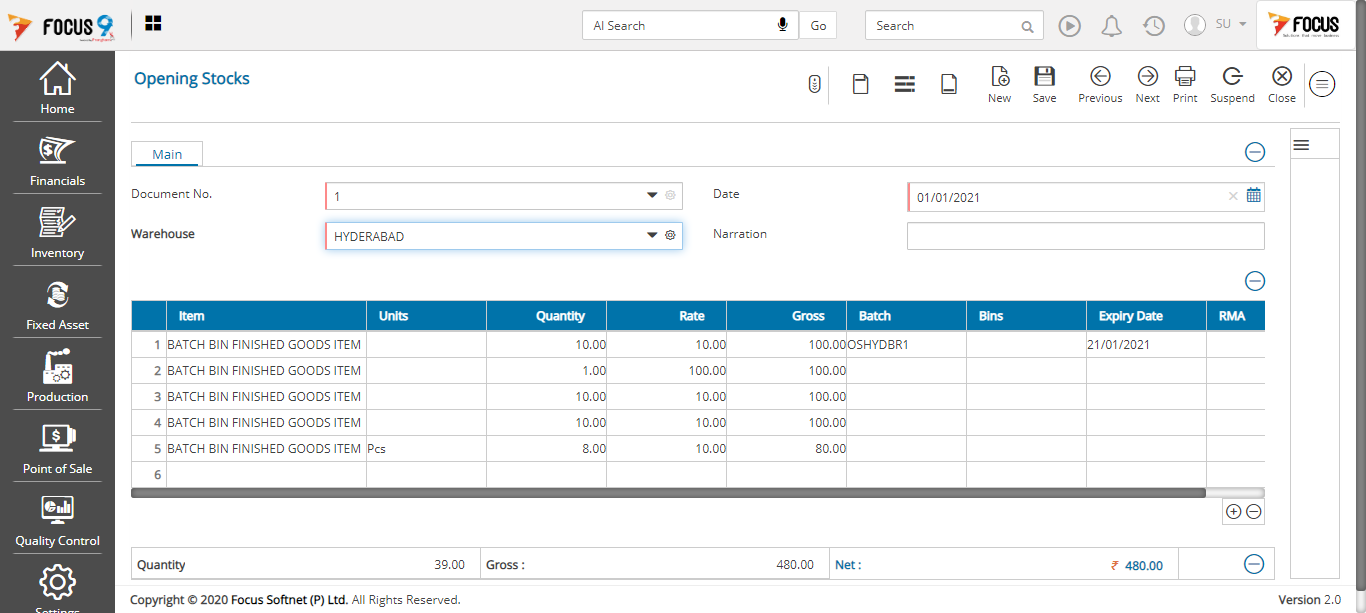 FOCUS 9
AI Search
Go
Search
SU
FOCUS
Home
Financials
Inventory
Fixed Asset
Production
Point of Sale
Quality Control
Settings
Opening Stocks
New Save Previous Next Print Suspend Close
Main
Document No. 1 Date 01/01/2021
Warehouse HYDERABAD Narration
Item Units Quantity Rate Gross Batch Bins Expiry Date RMA
1 BATCH BIN FINISHED GOODS ITEM 10.00 10.00 100.00 OSHYDBR1 21/01/2021
2 BATCH BIN FINISHED GOODS ITEM 1.00 100.00 100.00
3 BATCH BIN FINISHED GOODS ITEM 10.00 10.00 100.00
4 BATCH BIN FINISHED GOODS ITEM 10.00 10.00 100.00
5 BATCH BIN FINISHED GOODS ITEM Pcs 8.00 10.00 80.00
6
Quantity 39.00 Gross : 480.00 Net : ₹ 480.00
Copyright © 2020 Focus Softnet (P) Ltd. All Rights Reserved. Version 2.0